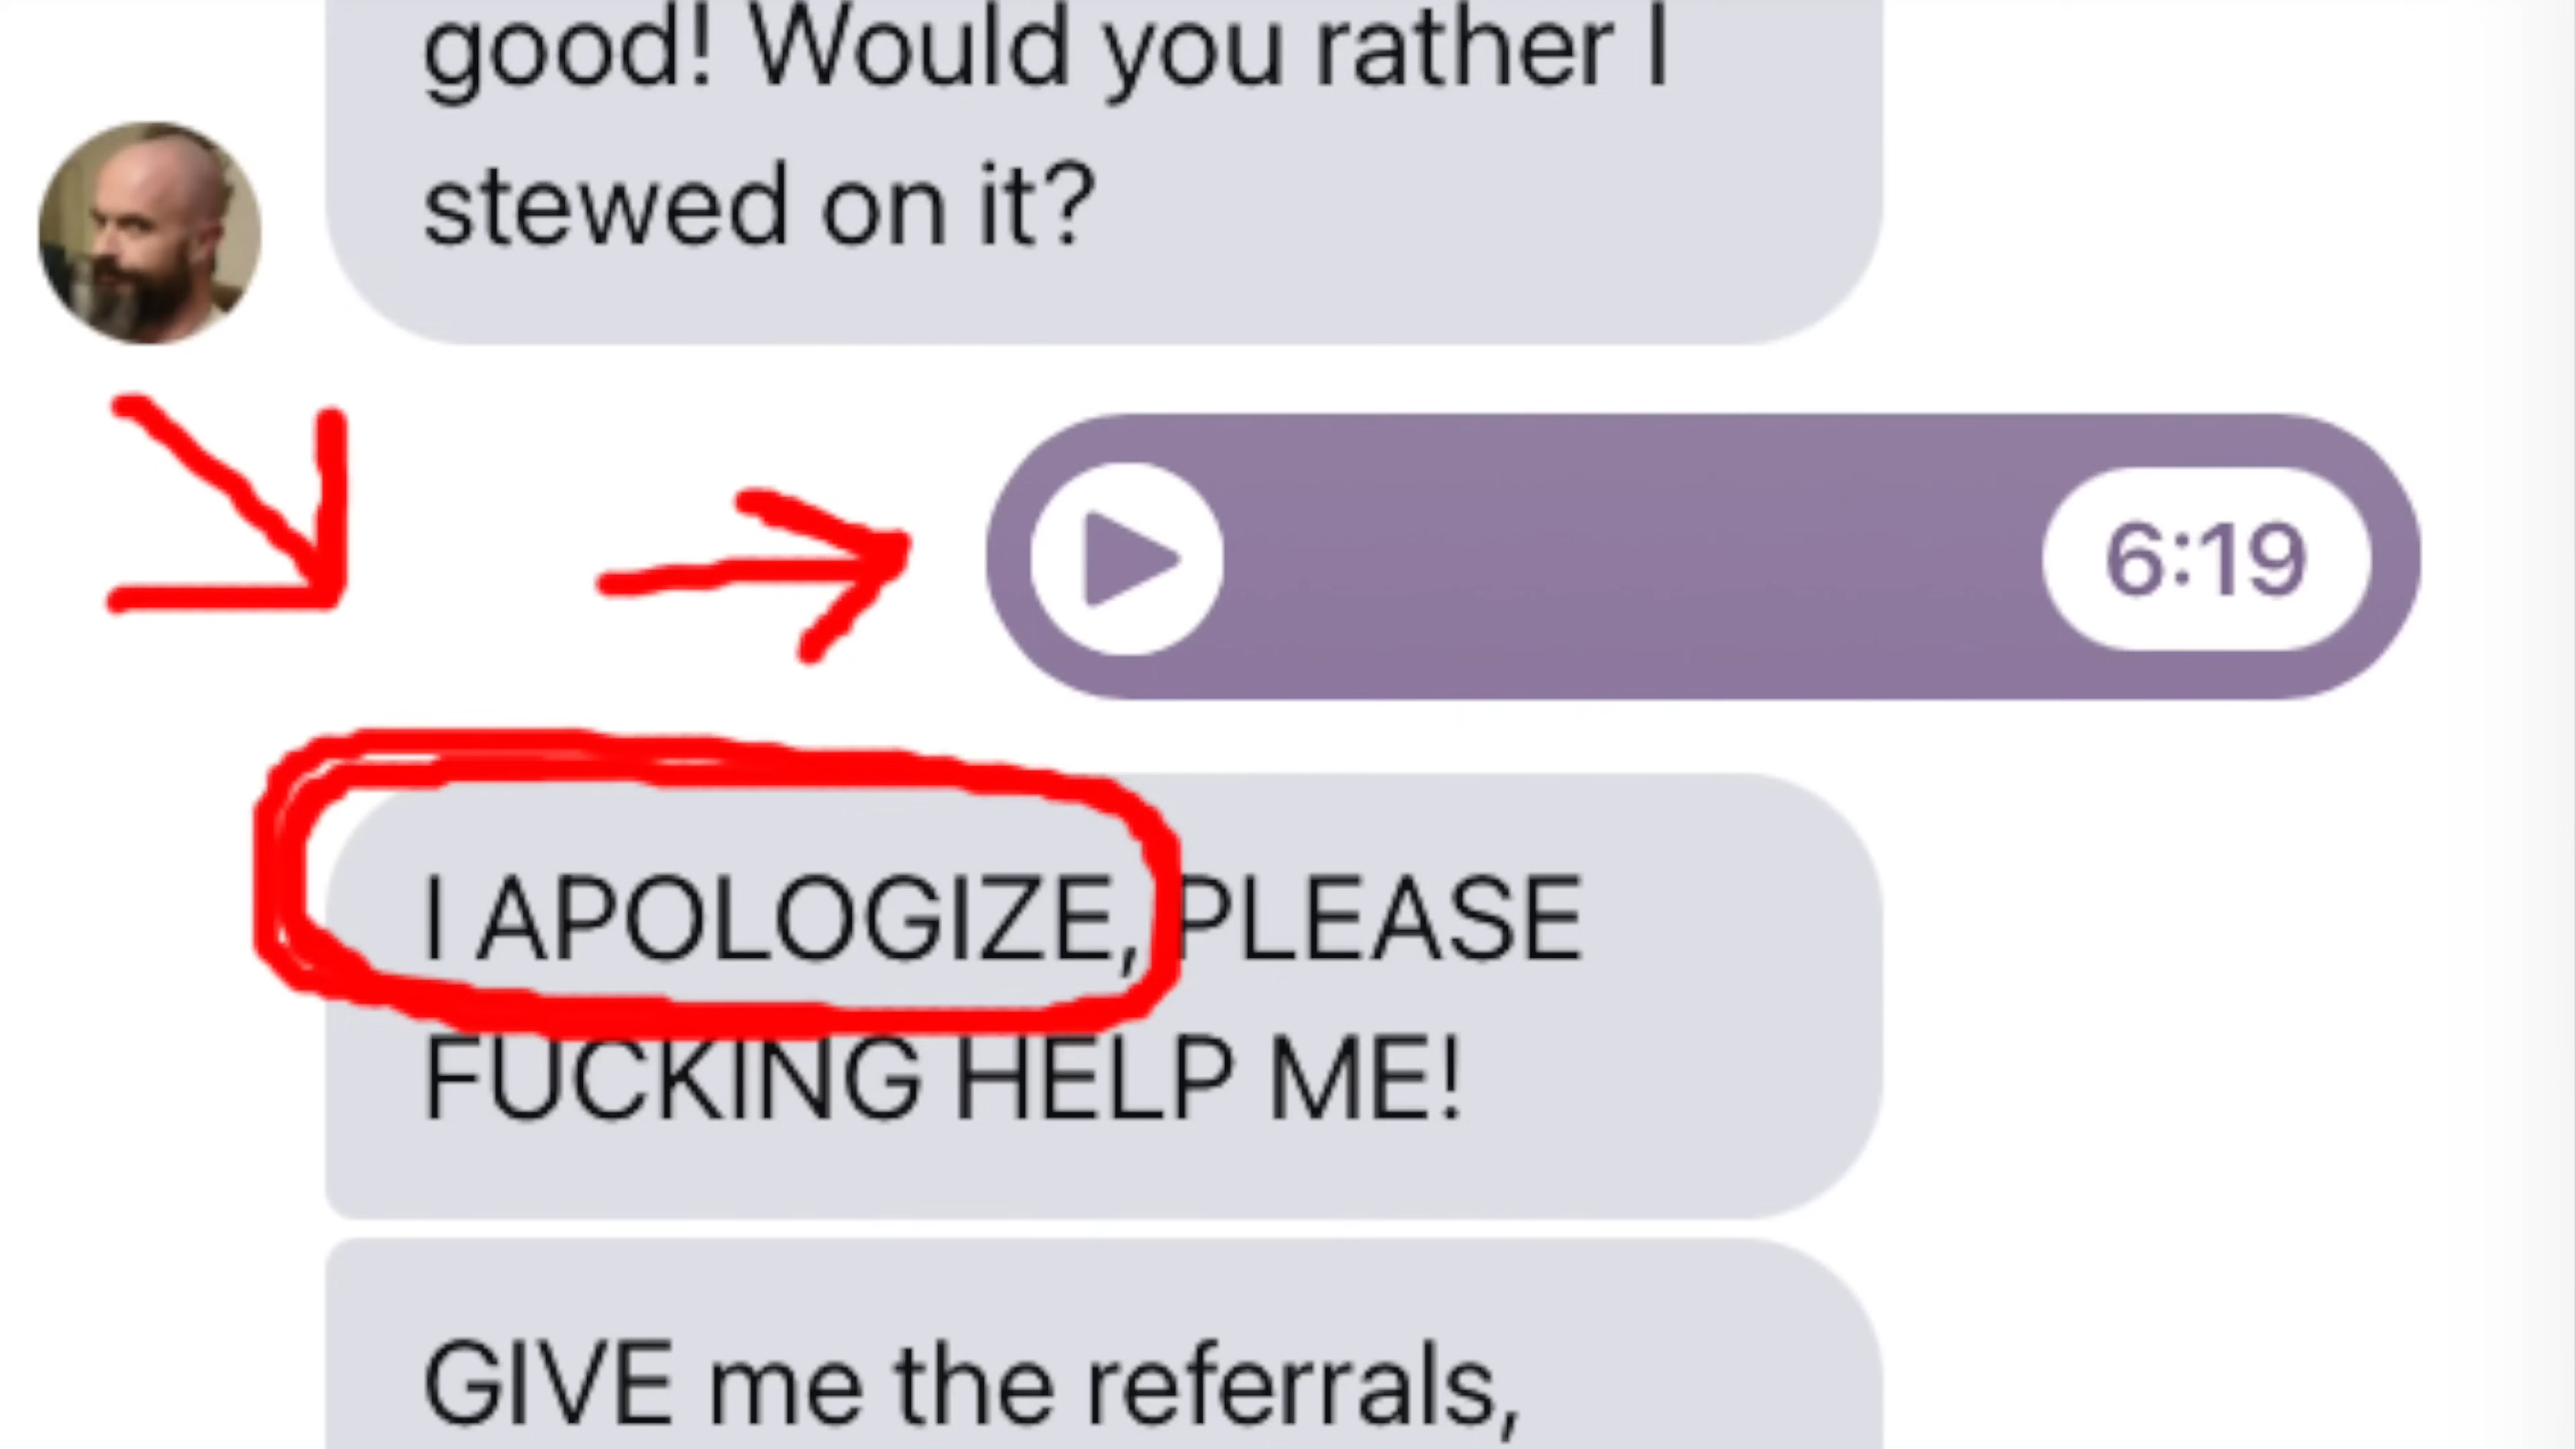 good! Would you rather I
stewed on it?
6:19
I APOLOGIZE, PLEASE
FUCKING HELP ME!
GIVE me the referrals,